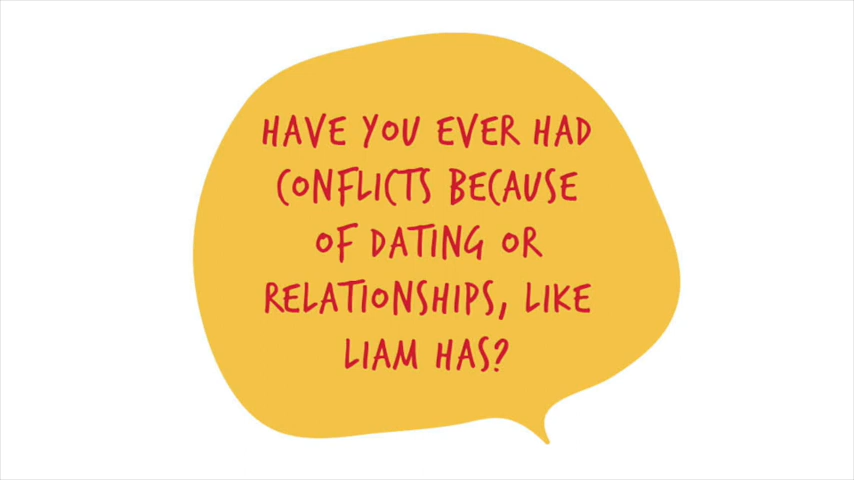 HAVE YOU EVER HAD
CONFLICTS BECAUSE
OF DATING OR
RELATIONSHIPS, LIKE
LIAM HAS?